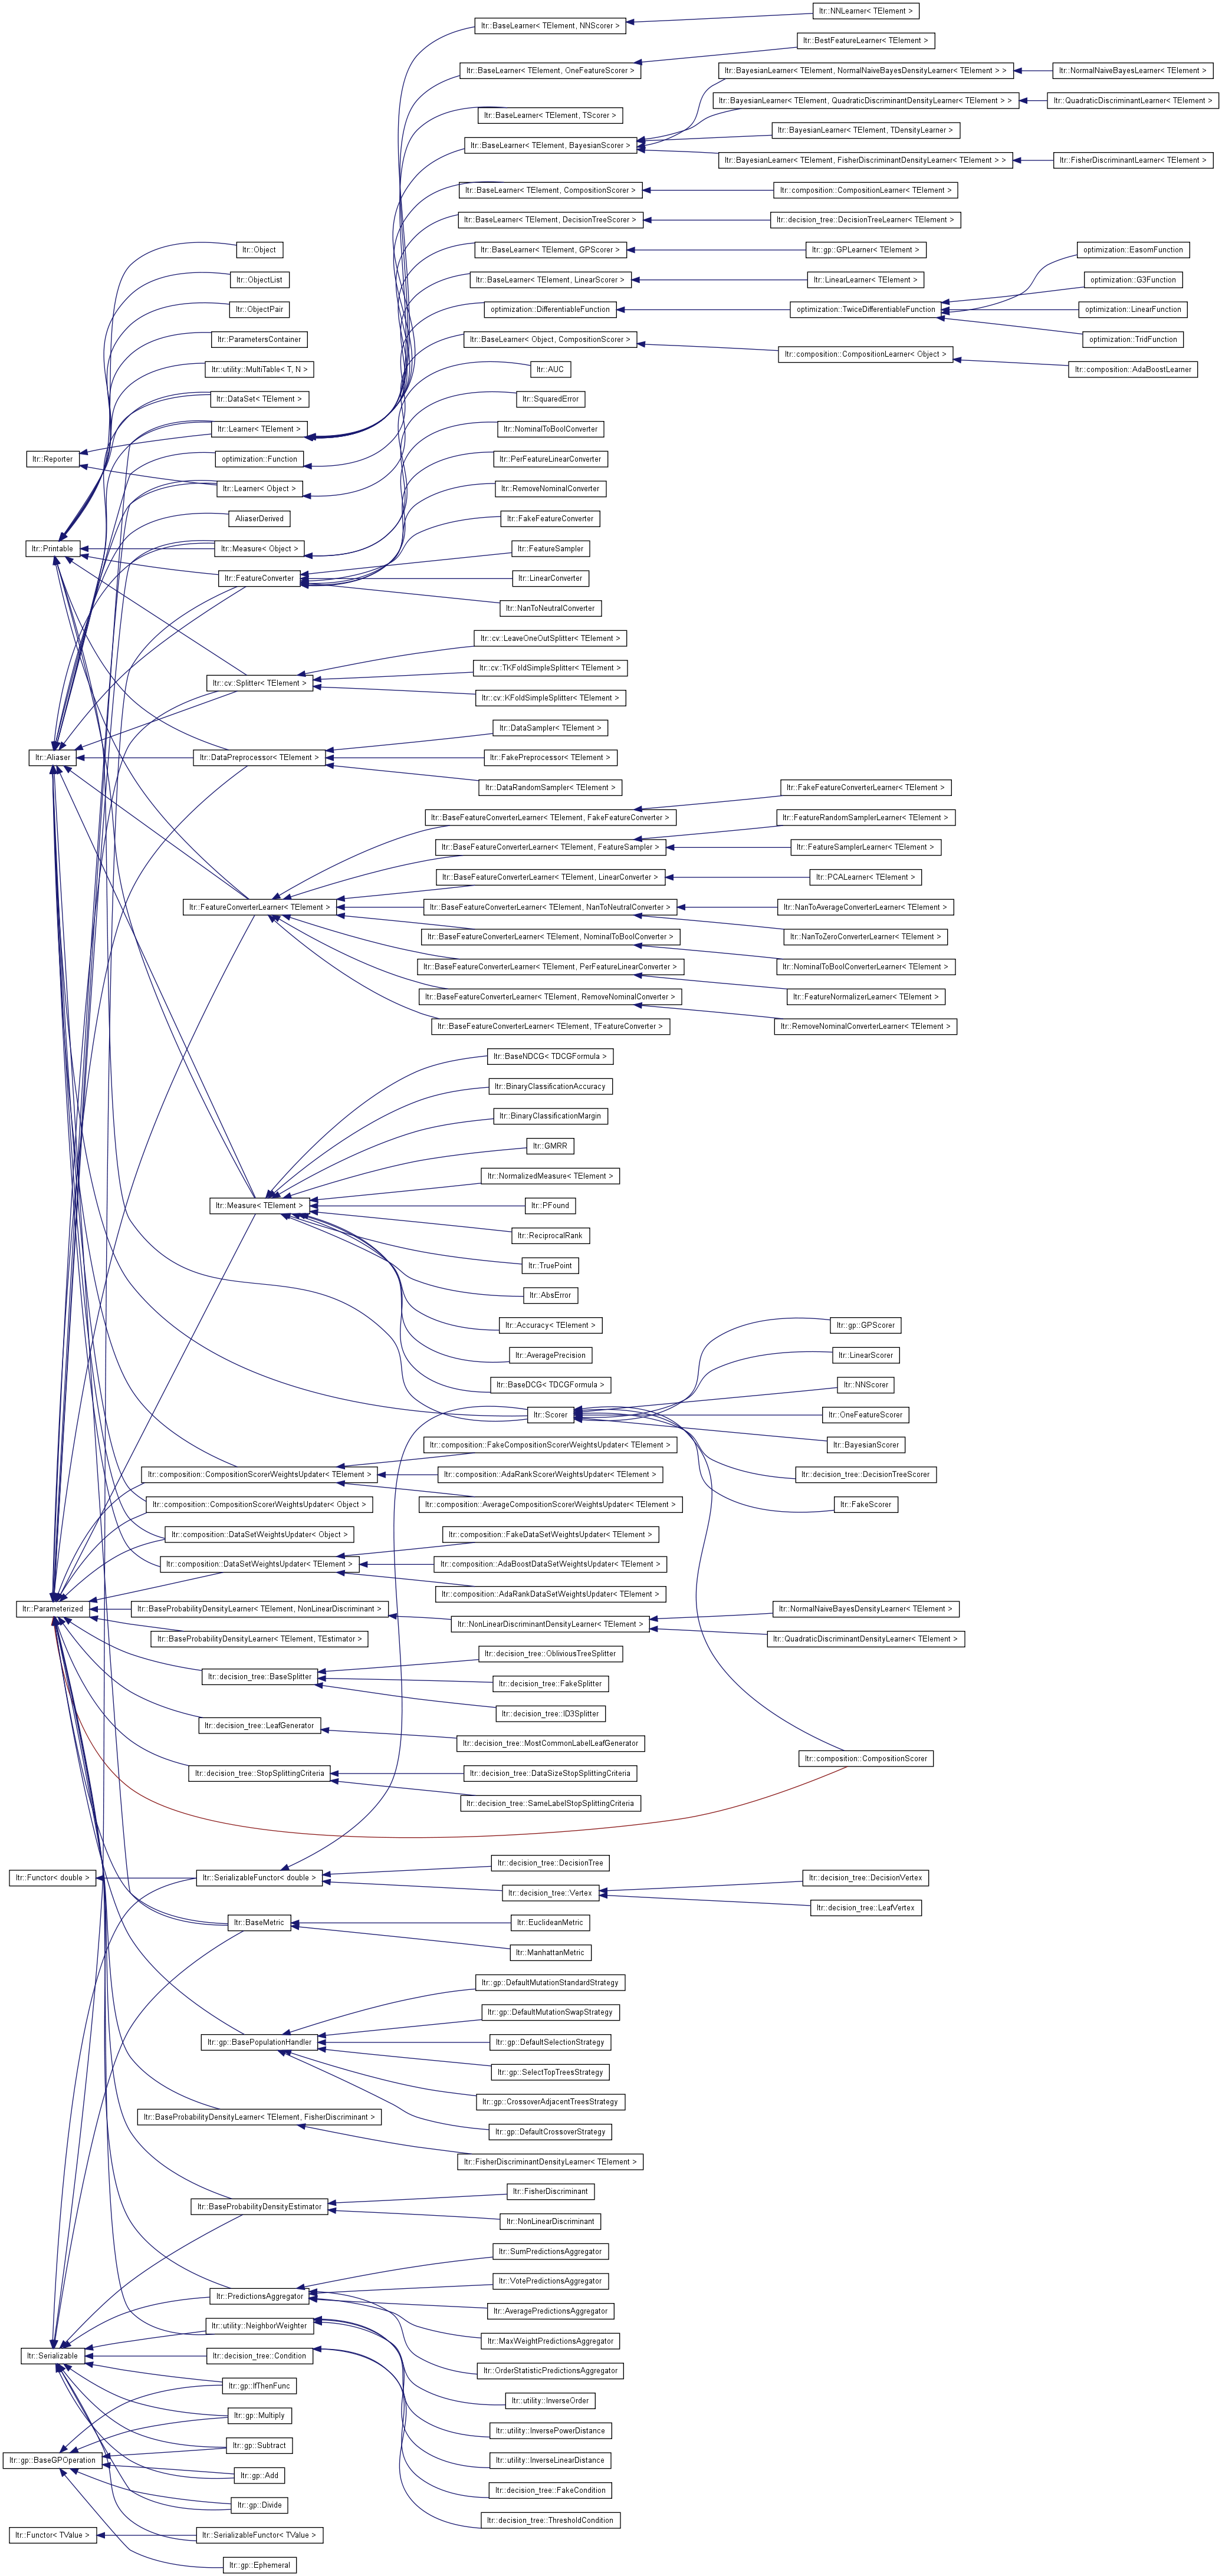 ltr::NNLearner< TElement >
ltr::BaseLearner< TElement, NNScorer >
ltr::BestFeatureLearner< TElement >
ltr::BaseLearner< TElement, OneFeatureScorer >
ltr::BayesianLearner< TElement, NormalNaiveBayesDensityLearner< TElement > >
ltr::NormalNaiveBayesLearner< TElement >
ltr::BayesianLearner< TElement, QuadraticDiscriminantDensityLearner< TElement > >
ltr::QuadraticDiscriminantLearner< TElement >
ltr::BaseLearner< TElement, TScorer >
ltr::BayesianLearner< TElement, TDensityLearner >
ltr::BaseLearner< TElement, BayesianScorer >
ltr::BayesianLearner< TElement, FisherDiscriminantDensityLearner< TElement > >
ltr::FisherDiscriminantLearner< TElement >
ltr::BaseLearner< TElement, CompositionScorer >
ltr::composition::CompositionLearner< TElement >
ltr::BaseLearner< TElement, DecisionTreeScorer >
ltr::decision_tree::DecisionTreeLearner< TElement >
ltr::Object
ltr::BaseLearner< TElement, GPScorer >
ltr::gp::GPLearner< TElement >
optimization::EasomFunction
ltr::ObjectList
ltr::BaseLearner< TElement, LinearScorer >
ltr::LinearLearner< TElement >
optimization::G3Function
ltr::ObjectPair
optimization::DifferentiableFunction
optimization::TwiceDifferentiableFunction
optimization::LinearFunction
ltr::ParametersContainer
ltr::BaseLearner< Object, CompositionScorer >
optimization::TridFunction
ltr::composition::CompositionLearner< Object >
ltr::utility::MultiTable< T, N >
ltr::AUC
ltr::composition::AdaBoostLearner
ltr::DataSet< TElement >
ltr::SquaredError
ltr::Learner< TElement >
ltr::NominalToBoolConverter
ltr::Reporter
optimization::Function
ltr::PerFeatureLinearConverter
ltr::Learner< Object >
ltr::RemoveNominalConverter
AliaserDerived
ltr::FakeFeatureConverter
ltr::Printable
ltr::Measure< Object >
ltr::FeatureSampler
ltr::FeatureConverter
ltr::LinearConverter
ltr::NanToNeutralConverter
ltr::cv::LeaveOneOutSplitter< TElement >
ltr::cv::TKFoldSimpleSplitter< TElement >
ltr::cv::Splitter< TElement >
ltr::cv::KFoldSimpleSplitter< TElement >
ltr::DataSampler< TElement >
ltr::Aliaser
ltr::DataPreprocessor< TElement >
ltr::FakePreprocessor< TElement >
ltr::DataRandomSampler< TElement >
ltr::FakeFeatureConverterLearner< TElement >
ltr::BaseFeatureConverterLearner< TElement, FakeFeatureConverter >
ltr::FeatureRandomSamplerLearner< TElement >
ltr::BaseFeatureConverterLearner< TElement, FeatureSampler >
ltr::FeatureSamplerLearner< TElement >
ltr::BaseFeatureConverterLearner< TElement, LinearConverter >
ltr::PCALearner< TElement >
ltr::FeatureConverterLearner< TElement >
ltr::BaseFeatureConverterLearner< TElement, NanToNeutralConverter >
ltr::NanToAverageConverterLearner< TElement >
ltr::BaseFeatureConverterLearner< TElement, NominalToBoolConverter >
ltr::NanToZeroConverterLearner< TElement >
ltr::BaseFeatureConverterLearner< TElement, PerFeatureLinearConverter >
ltr::NominalToBoolConverterLearner< TElement >
ltr::BaseFeatureConverterLearner< TElement, RemoveNominalConverter >
ltr::FeatureNormalizerLearner< TElement >
ltr::BaseFeatureConverterLearner< TElement, TFeatureConverter >
ltr::RemoveNominalConverterLearner< TElement >
ltr::BaseNDCG< TDCGFormula >
ltr::BinaryClassificationAccuracy
ltr::BinaryClassificationMargin
ltr::GMRR
ltr::NormalizedMeasure< TElement >
ltr::Measure< TElement >
ltr::PFound
ltr::ReciprocalRank
ltr::TruePoint
ltr::AbsError
ltr::Accuracy< TElement >
ltr::gp::GPScorer
ltr::AveragePrecision
ltr::LinearScorer
ltr::BaseDCG< TDCGFormula >
ltr::NNScorer
ltr::Scorer
ltr::OneFeatureScorer
ltr::composition::FakeCompositionScorerWeightsUpdater< TElement >
ltr::BayesianScorer
ltr::composition::CompositionScorerWeightsUpdater< TElement >
ltr::composition::AdaRankScorerWeightsUpdater< TElement >
ltr::decision_tree::DecisionTreeScorer
ltr::composition::CompositionScorerWeightsUpdater< Object >
ltr::composition::AverageCompositionScorerWeightsUpdater< TElement >
ltr::FakeScorer
ltr::composition::DataSetWeightsUpdater< Object >
ltr::composition::FakeDataSetWeightsUpdater< TElement >
ltr::composition::DataSetWeightsUpdater< TElement >
ltr::composition::AdaBoostDataSetWeightsUpdater< TElement >
ltr::composition::AdaRankDataSetWeightsUpdater< TElement >
ltr::Parameterized
ltr::BaseProbabilityDensityLearner< TElement, NonLinearDiscriminant >
ltr::NormalNaiveBayesDensityLearner< TElement >
ltr::NonLinearDiscriminantDensityLearner< TElement >
ltr::BaseProbabilityDensityLearner< TElement, TEstimator >
ltr::QuadraticDiscriminantDensityLearner< TElement >
ltr::decision_tree::ObliviousTreeSplitter
ltr::decision_tree::BaseSplitter
ltr::decision_tree::FakeSplitter
ltr::decision_tree::ID3Splitter
ltr::decision_tree::LeafGenerator
ltr::decision_tree::MostCommonLabelLeafGenerator
ltr::composition::CompositionScorer
ltr::decision_tree::StopSplittingCriteria
ltr::decision_tree::DataSizeStopSplittingCriteria
ltr::decision_tree::SameLabelStopSplittingCriteria
ltr::decision_tree::DecisionTree
ltr::Functor< double >
ltr::SerializableFunctor< double >
ltr::decision_tree::DecisionVertex
ltr::decision_tree::Vertex
ltr::decision_tree::LeafVertex
ltr::BaseMetric
ltr::EuclideanMetric
ltr::ManhattanMetric
ltr::gp::DefaultMutationStandardStrategy
ltr::gp::DefaultMutationSwapStrategy
ltr::gp::BasePopulationHandler
ltr::gp::DefaultSelectionStrategy
ltr::gp::SelectTopTreesStrategy
ltr::gp::CrossoverAdjacentTreesStrategy
ltr::BaseProbabilityDensityLearner< TElement, FisherDiscriminant >
ltr::gp::DefaultCrossoverStrategy
ltr::FisherDiscriminantDensityLearner< TElement >
ltr::FisherDiscriminant
ltr::BaseProbabilityDensityEstimator
ltr::NonLinearDiscriminant
ltr::SumPredictionsAggregator
ltr::VotePredictionsAggregator
ltr::PredictionsAggregator
ltr::AveragePredictionsAggregator
ltr::utility::NeighborWeighter
ltr::MaxWeightPredictionsAggregator
ltr::Serializable
ltr::decision_tree::Condition
ltr::OrderStatisticPredictionsAggregator
ltr::gp::IfThenFunc
ltr::utility::InverseOrder
ltr::gp::Multiply
ltr::utility::InversePowerDistance
ltr::gp::Subtract
ltr::gp::BaseGPOperation
ltr::utility::InverseLinearDistance
ltr::gp::Add
ltr::decision_tree::FakeCondition
ltr::gp::Divide
ltr::decision_tree::ThresholdCondition
ltr::Functor< TValue >
ltr::SerializableFunctor< TValue >
ltr::gp::Ephemeral